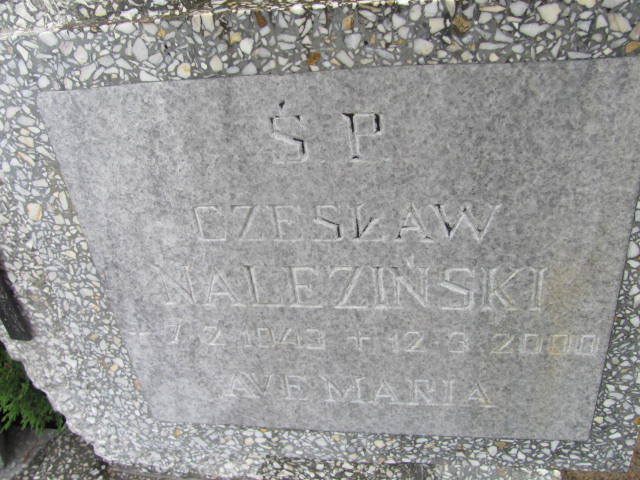 Ś. P.
CZESŁAW
NALEZIŃSKI
* 7.2.1943 + 12.3.2000
AVE MARIA